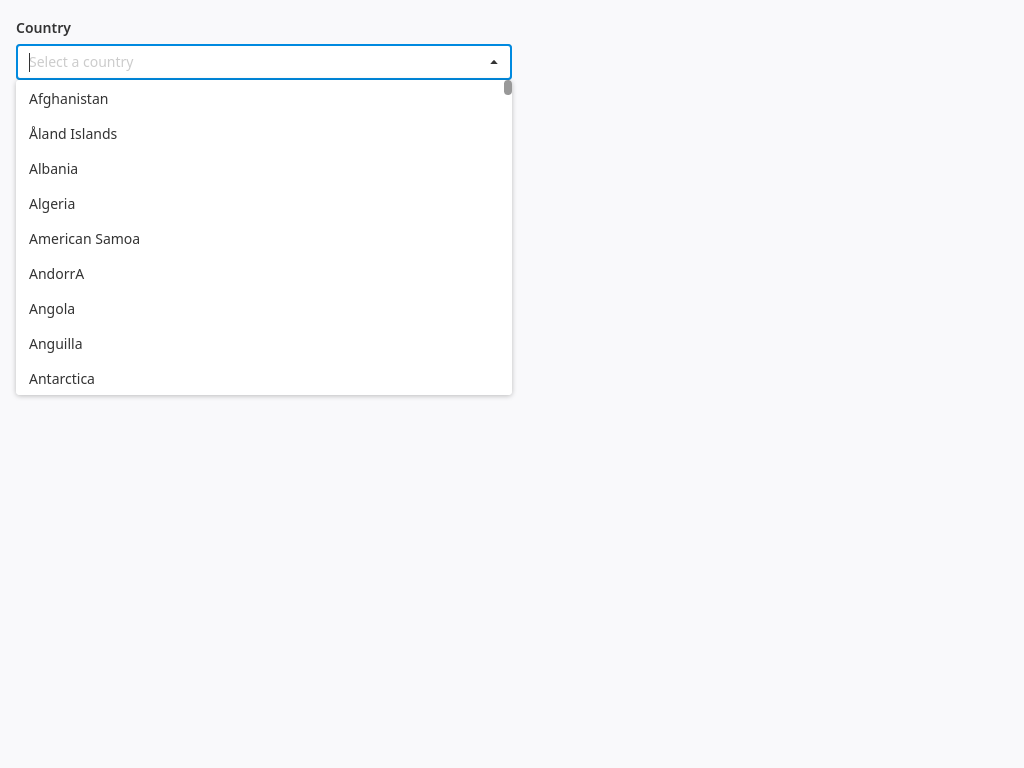 Country
Select a country
Afghanistan
Åland Islands
Albania
Algeria
American Samoa
AndorrA
Angola
Anguilla
Antarctica